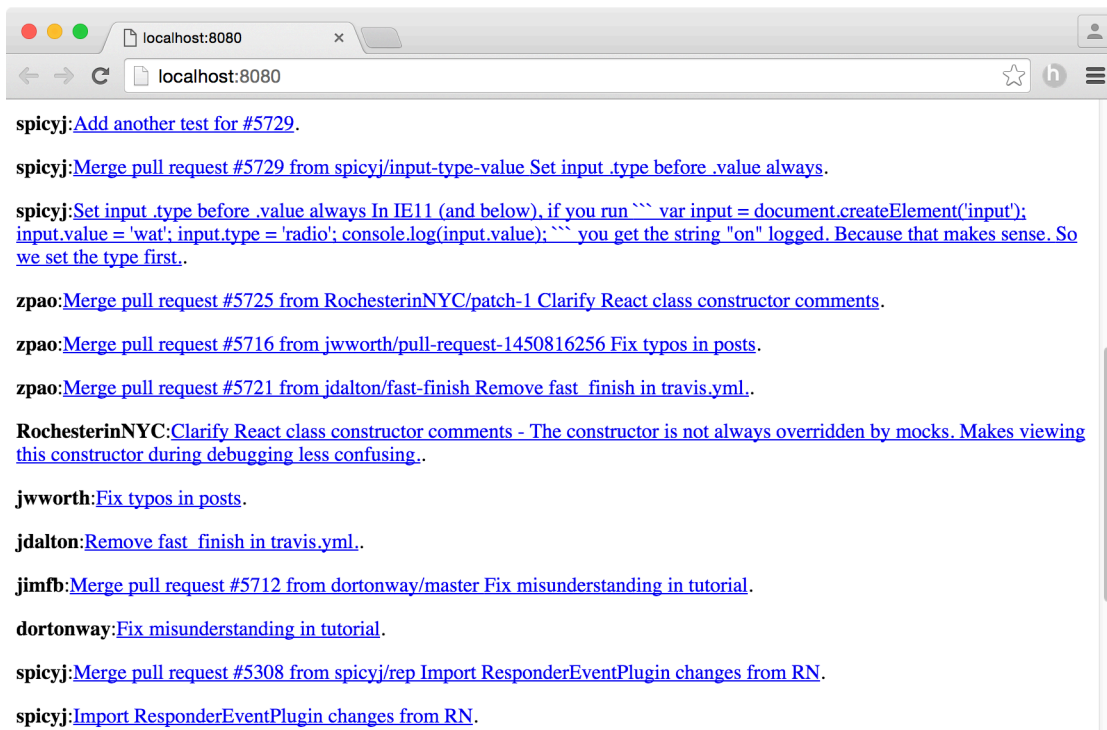 localhost:8080
localhost:8080
h
spicyj:Add another test for #5729.
spicyj:Merge pull request #5729 from spicyj/input-type-value Set input .type before .value always.
spicyj:Set input .type before .value always In IE11 (and below), if you run ``` var input = document.createElement('input');
input.value = 'wat'; input.type = 'radio'; console.log(input.value); ``` you get the string "on" logged. Because that makes sense. So
we set the type first..
zpao:Merge pull request #5725 from RochesterinNYC/patch-1 Clarify React class constructor comments.
zpao:Merge pull request #5716 from jwworth/pull-request-1450816256 Fix typos in posts.
zpao:Merge pull request #5721 from jdalton/fast-finish Remove fast_finish in travis.yml..
RochesterinNYC:Clarify React class constructor comments - The constructor is not always overridden by mocks. Makes viewing
this constructor during debugging less confusing..
jwworth:Fix typos in posts.
jdalton:Remove fast_finish in travis.yml..
jimfb:Merge pull request #5712 from dortonway/master Fix misunderstanding in tutorial.
dortonway:Fix misunderstanding in tutorial.
spicyj:Merge pull request #5308 from spicyj/rep Import ResponderEventPlugin changes from RN.
spicyj:Import ResponderEventPlugin changes from RN.